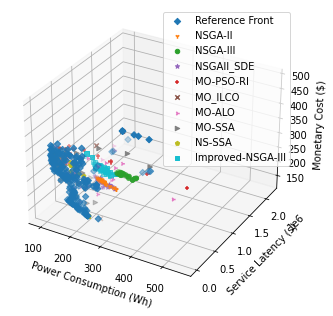 Reference Front
NSGA-II
NSGA-III
NSGAII_SDE
MO-PSO-RI
MO_ILCO
MO-ALO
MO-SSA
NS-SSA
Improved-NSGA-III
500
450
400
350
300
250
200
150
Monetary Cost ($)
100
200
300
400
500
Power Consumption (Wh)
0.0
0.5
1.0
1.5
2.0
1e6
Service Latency (s)